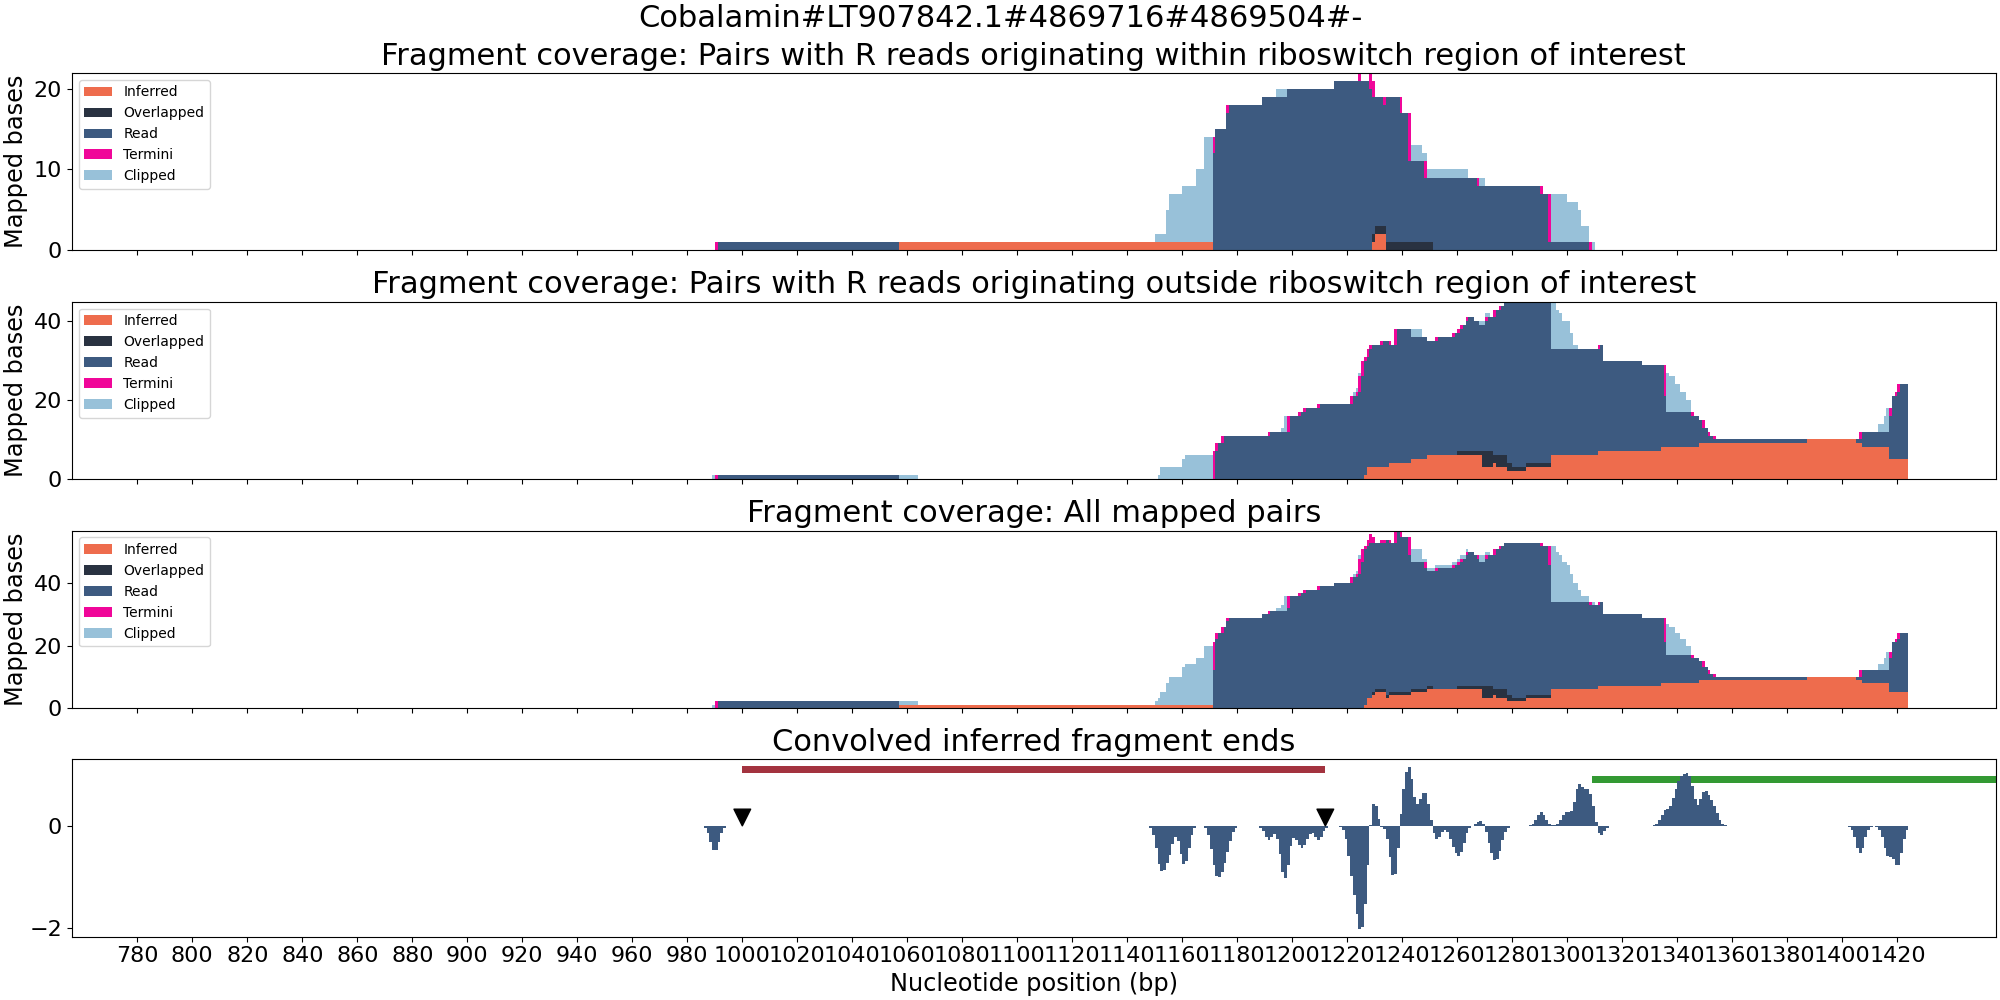 Cobalamin#LT907842.1#4869716#4869504#-
Fragment coverage: Pairs with R reads originating within riboswitch region of interest
Mapped bases
20
10
0
Inferred
Overlapped
Read
Termini
Clipped
Fragment coverage: Pairs with R reads originating outside riboswitch region of interest
Mapped bases
40
20
0
Inferred
Overlapped
Read
Termini
Clipped
Fragment coverage: All mapped pairs
Mapped bases
40
20
0
Inferred
Overlapped
Read
Termini
Clipped
Convolved inferred fragment ends
0
−2
780 800 820 840 860 880 900 920 940 960 980 1000 1020 1040 1060 1080 1100 1120 1140 1160 1180 1200 1220 1240 1260 1280 1300 1320 1340 1360 1380 1400 1420
Nucleotide position (bp)